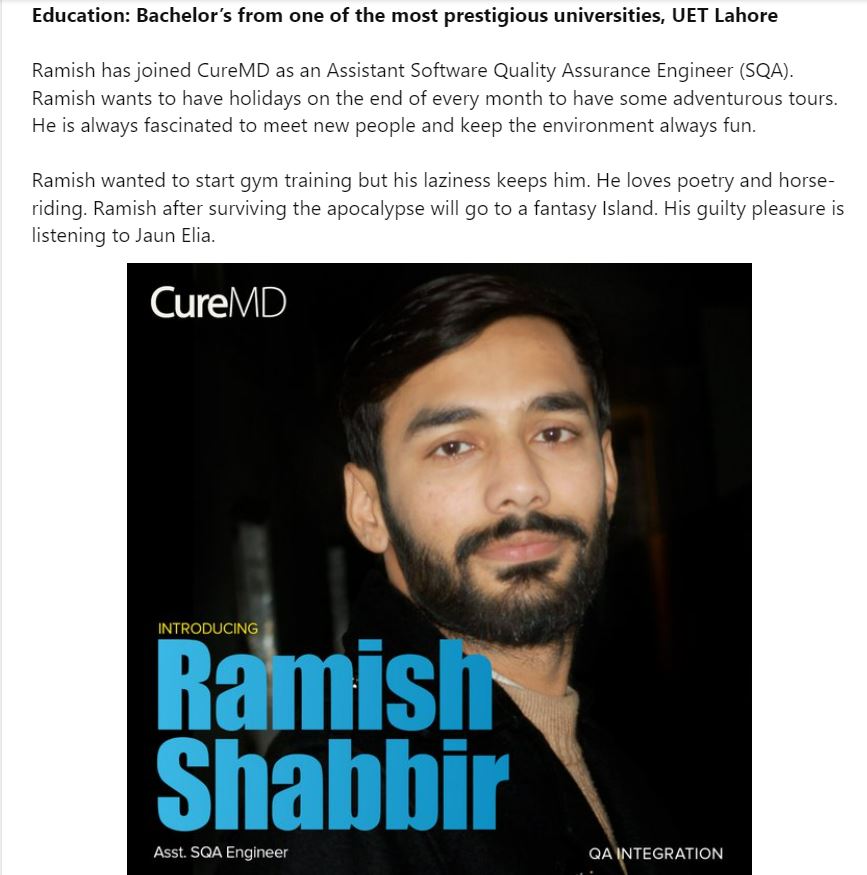 Education: Bachelor’s from one of the most prestigious universities, UET Lahore
Ramish has joined CureMD as an Assistant Software Quality Assurance Engineer (SQA).
Ramish wants to have holidays on the end of every month to have some adventurous tours.
He is always fascinated to meet new people and keep the environment always fun.
Ramish wanted to start gym training but his laziness keeps him. He loves poetry and horse-
riding. Ramish after surviving the apocalypse will go to a fantasy Island. His guilty pleasure is
listening to Jaun Elia.
CureMD
INTRODUCING
Ramish
Shabbir
Asst. SQA Engineer
QA INTEGRATION